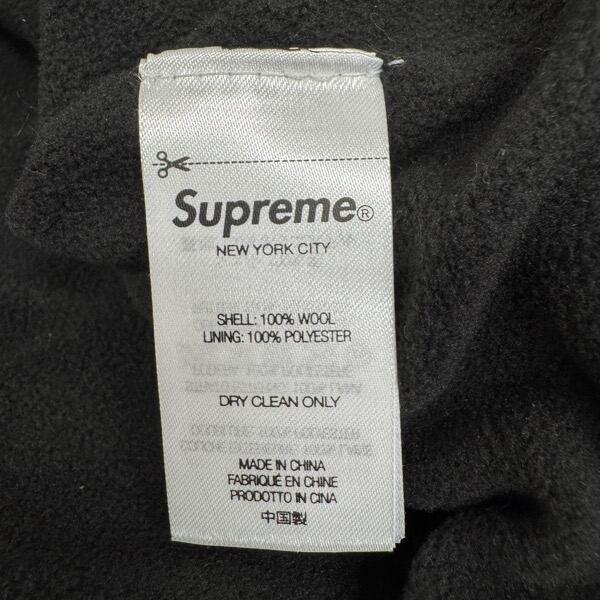 Supreme®
NEW YORK CITY
SHELL: 100% WOOL
LINING: 100% POLYESTER
DRY CLEAN ONLY
MADE IN CHINA
FABRIQUÉ EN CHINE
PRODOTTO IN CINA
中国製